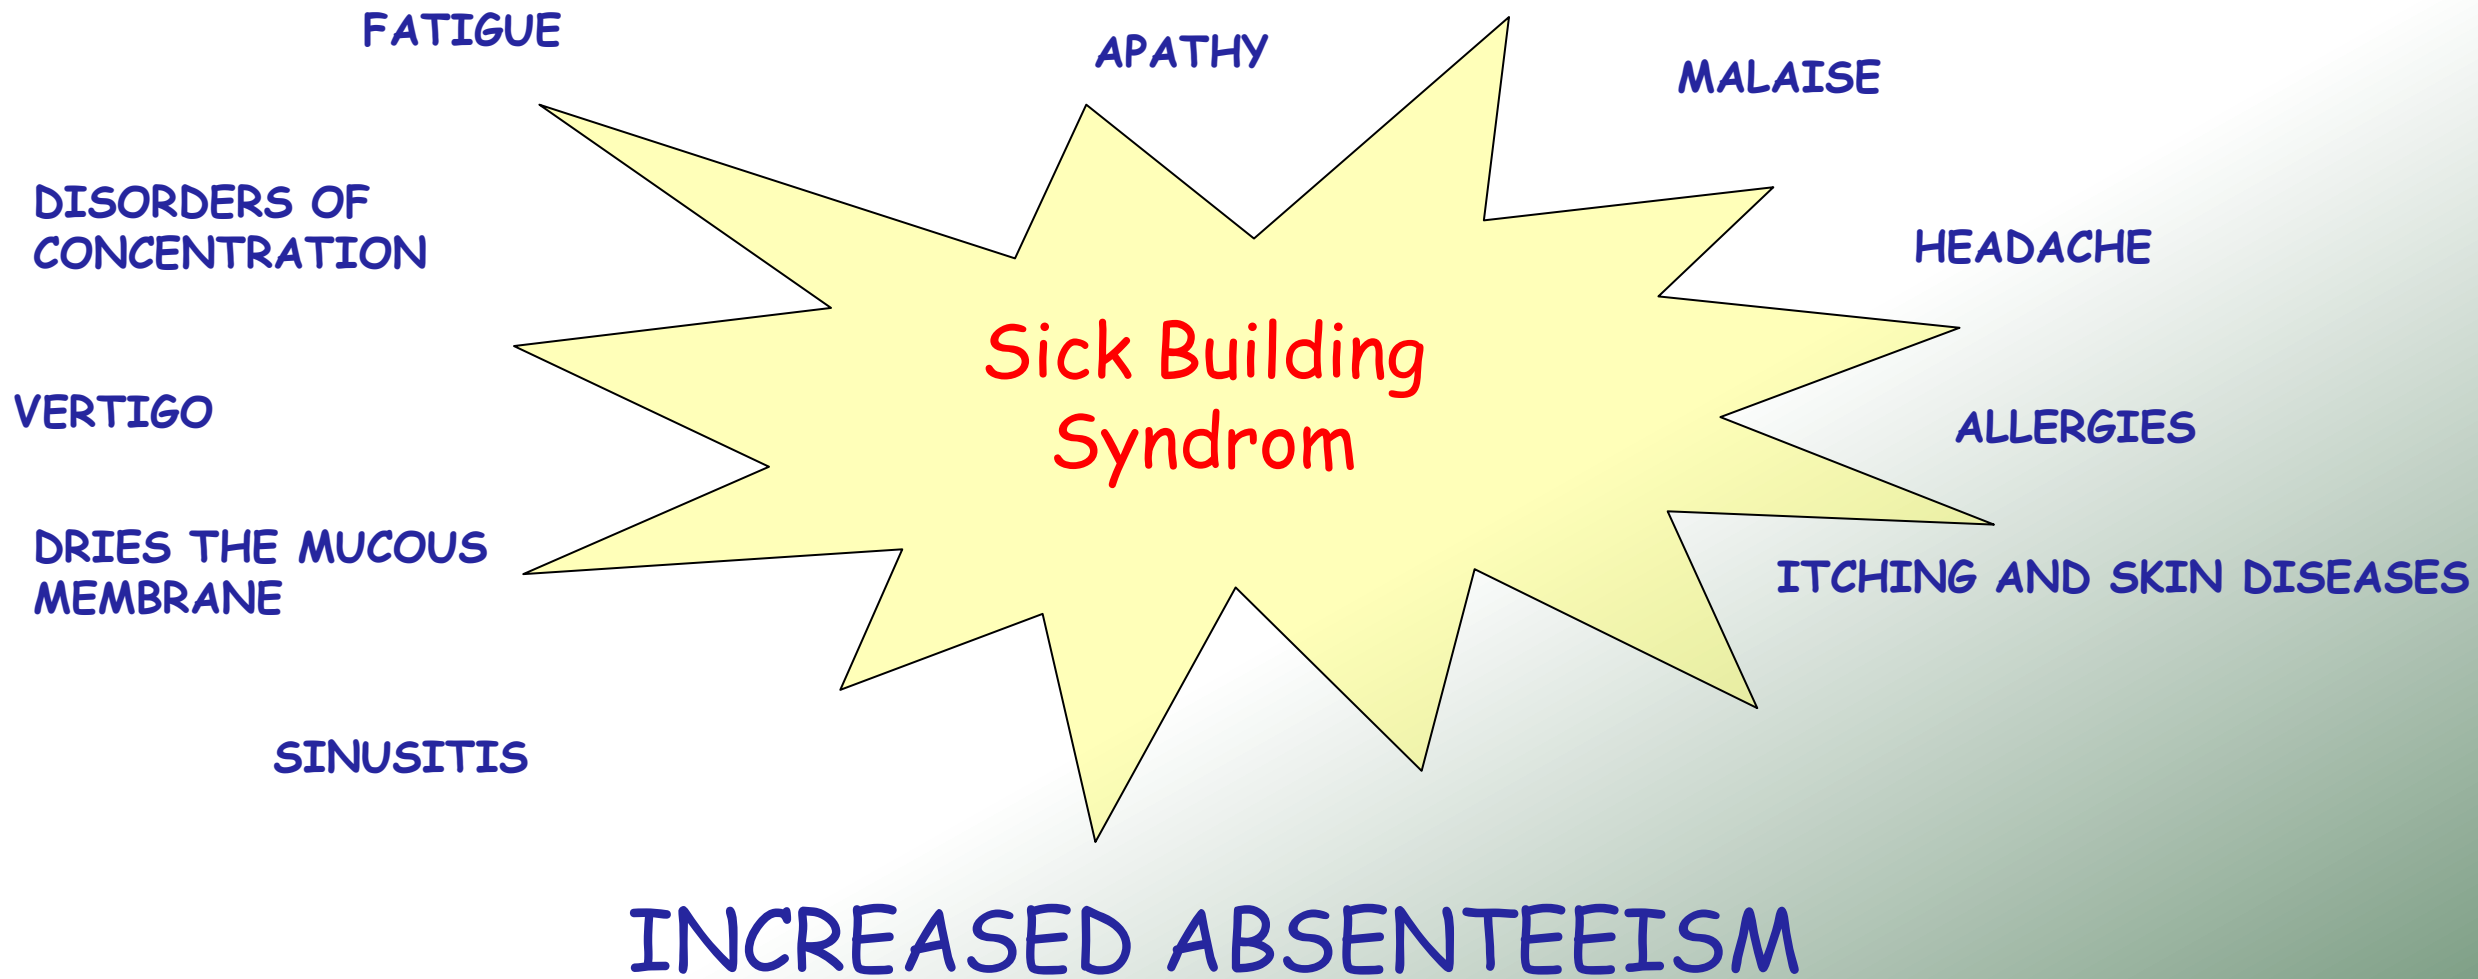 FATIGUE
APATHY
MALAISE
DISORDERS OF
CONCENTRATION
HEADACHE
Sick Building
Syndrom
VERTIGO
ALLERGIES
DRIES THE MUCOUS
MEMBRANE
ITCHING AND SKIN DISEASES
SINUSITIS
INCREASED ABSENTEEISM